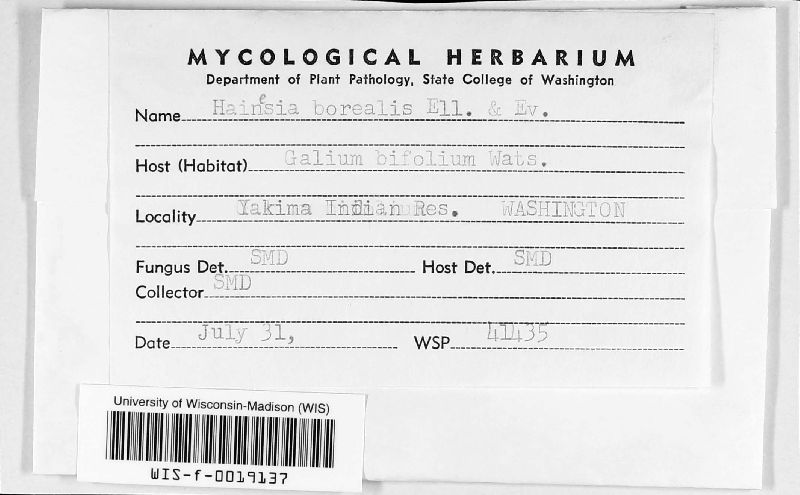 MYCOLOGICAL HERBARIUM
Department of Plant Pathology, State College of Washington
Name Hainesia borealis Ell. & Ev.
Host (Habitat) Galium bifolium Wats.
Locality Yakima Indian Res. WASHINGTON
Fungus Det. SMD Host Det. SMD
Collector SMD
Date July 31, WSP 41435
University of Wisconsin-Madison (WIS)
WIS-f-0019137